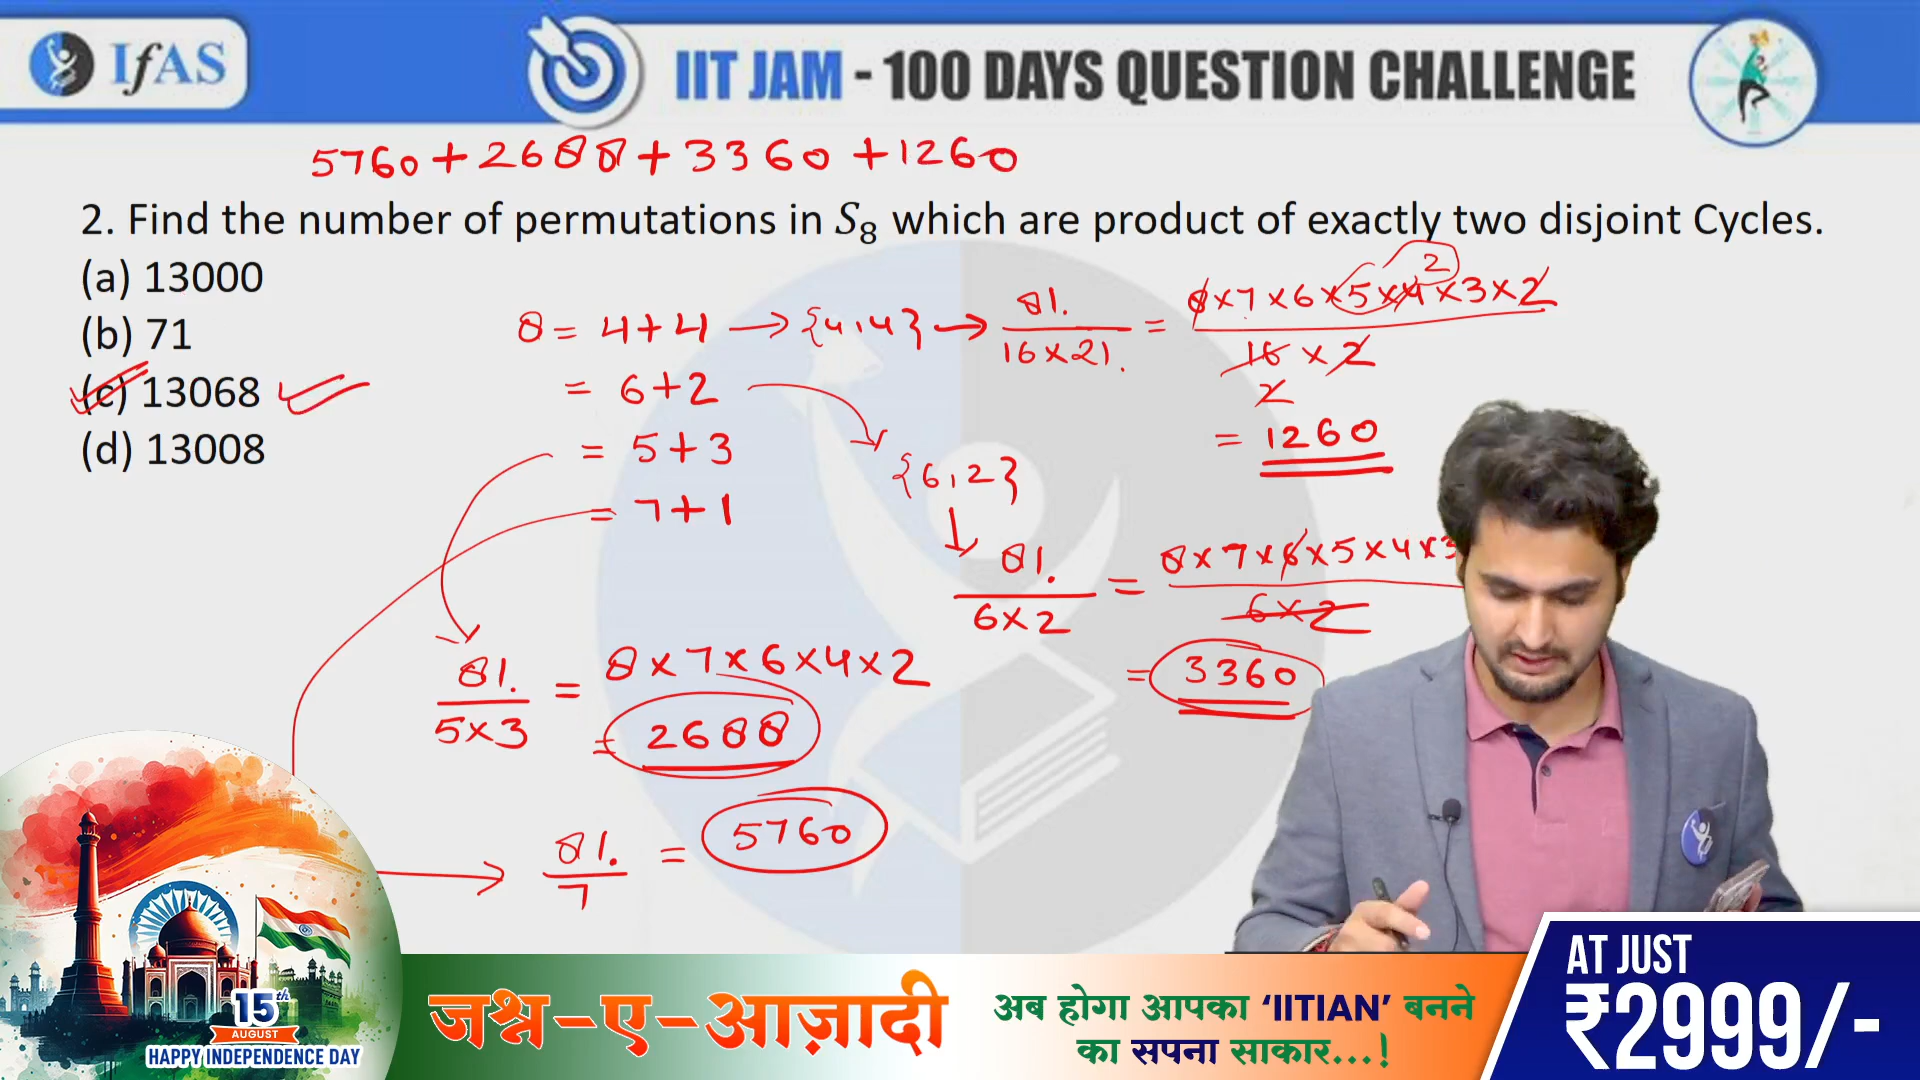 IfAS
IIT JAM - 100 DAYS QUESTION CHALLENGE
5760 + 2688 + 3360 + 1260
2. Find the number of permutations in S₈ which are product of exactly two disjoint Cycles.
(a) 13000
(b) 71
(c) 13068
(d) 13008
8 = 4+4 → {4,4} → 8!/(16×2!) = (8×7×6×5×4×3×2)/(16×2)
2
2
= 1260
= 6+2
{6,2}
= 5+3
= 7+1
8!/(6×2) = (8×7×6×5×4×3)/(6×2)
= 3360
8!/(5×3) = 8×7×6×4×2
= 2688
8!/7 = 5760
15th
AUGUST
HAPPY INDEPENDENCE DAY
जश्न-ए-आज़ादी
अब होगा आपका 'IITIAN' बनने
का सपना साकार...!
AT JUST
₹2999/-